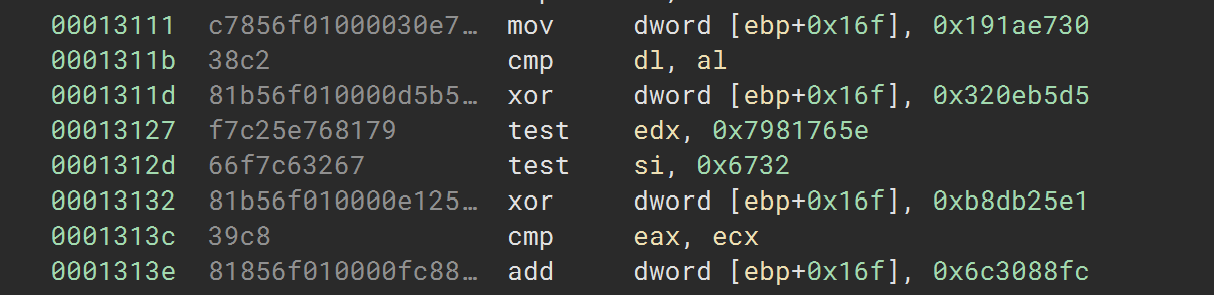 00013111 c7856f01000030e7… mov dword [ebp+0x16f], 0x191ae730
0001311b 38c2 cmp dl, al
0001311d 81b56f010000d5b5… xor dword [ebp+0x16f], 0x320eb5d5
00013127 f7c25e768179 test edx, 0x7981765e
0001312d 66f7c63267 test si, 0x6732
00013132 81b56f010000e125… xor dword [ebp+0x16f], 0xb8db25e1
0001313c 39c8 cmp eax, ecx
0001313e 81856f010000fc88… add dword [ebp+0x16f], 0x6c3088fc